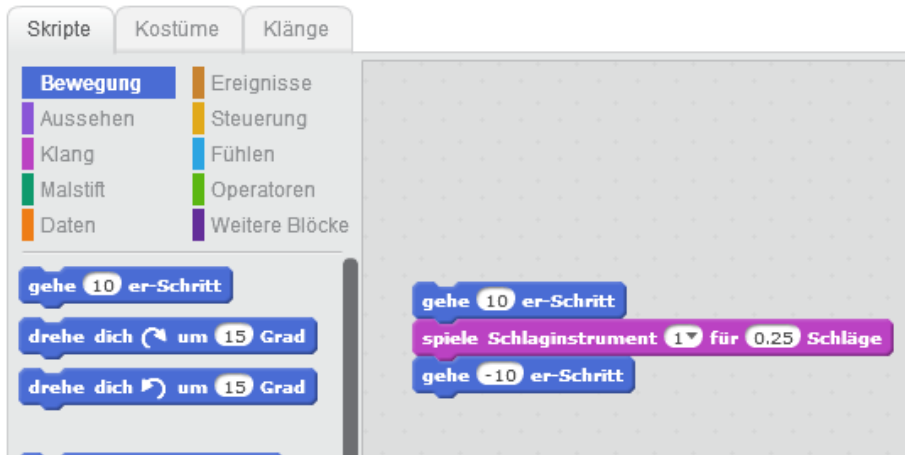 Skripte Kostüme Klänge
Bewegung Ereignisse
Aussehen Steuerung
Klang Fühlen
Malstift Operatoren
Daten Weitere Blöcke
gehe 10 er-Schritt
drehe dich um 15 Grad
drehe dich um 15 Grad
gehe 10 er-Schritt
spiele Schlaginstrument 1 für 0.25 Schläge
gehe -10 er-Schritt